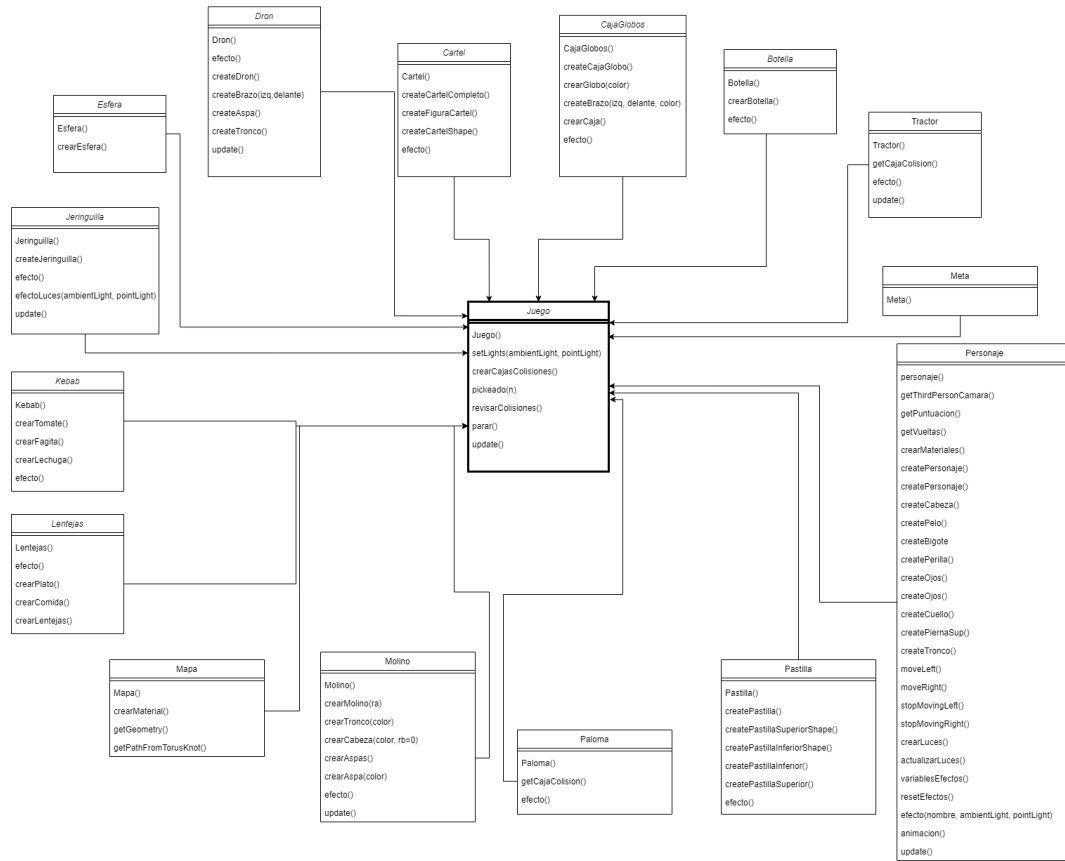 Dron
Dron()
efecto()
createDron()
createBrazo(izq,delante)
createAspa()
createTronco()
update()
Cartel
Cartel()
createCartelCompleto()
createFiguraCartel()
createCartelShape()
efecto()
CajaGlobos
CajaGlobos()
createCajaGlobo()
crearGlobo(color)
createBrazo(izq, delante, color)
crearCaja()
efecto()
Botella
Botella()
crearBotella()
efecto()
Esfera
Esfera()
crearEsfera()
Tractor
Tractor()
getCajaColision()
efecto()
update()
Jeringuilla
Jeringuilla()
createJeringuilla()
efecto()
efectoLuces(ambientLight, pointLight)
update()
Meta
Meta()
Juego
Juego()
setLights(ambientLight, pointLight)
crearCajasColisiones()
pickeado(n)
revisarColisiones()
parar()
update()
Kebab
Kebab()
crearTomate()
crearFagita()
crearLechuga()
efecto()
Personaje
personaje()
getThirdPersonCamara()
getPuntuacion()
getVueltas()
crearMateriales()
createPersonaje()
createPersonaje()
createCabeza()
createPelo()
createBigote
createPerilla()
createOjos()
createOjos()
createCuello()
createPiernaSup()
createTronco()
moveLeft()
moveRight()
stopMovingLeft()
stopMovingRight()
crearLuces()
actualizarLuces()
variablesEfectos()
resetEfectos()
efecto(nombre, ambientLight, pointLight)
animacion()
update()
Lentejas
Lentejas()
efecto()
crearPlato()
crearComida()
crearLentejas()
Mapa
Mapa()
crearMaterial()
getGeometry()
getPathFromTorusKnot()
Molino
Molino()
crearMolino(ra)
crearTronco(color)
crearCabeza(color, rb=0)
crearAspas()
crearAspa(color)
efecto()
update()
Paloma
Paloma()
getCajaColision()
efecto()
Pastilla
Pastilla()
createPastilla()
createPastillaSuperiorShape()
createPastillaInferiorShape()
createPastillaInferior()
createPastillaSuperior()
efecto()